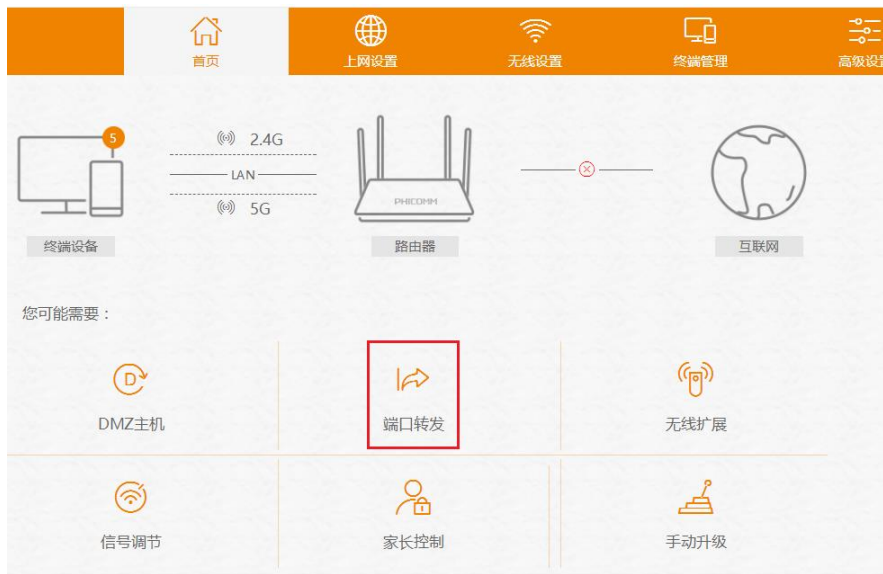 首页
上网设置
无线设置
终端管理
高级设
5
2.4G
LAN
5G
PHICOMM
终端设备
路由器
互联网
您可能需要：
D
DMZ主机
端口转发
无线扩展
信号调节
家长控制
手动升级